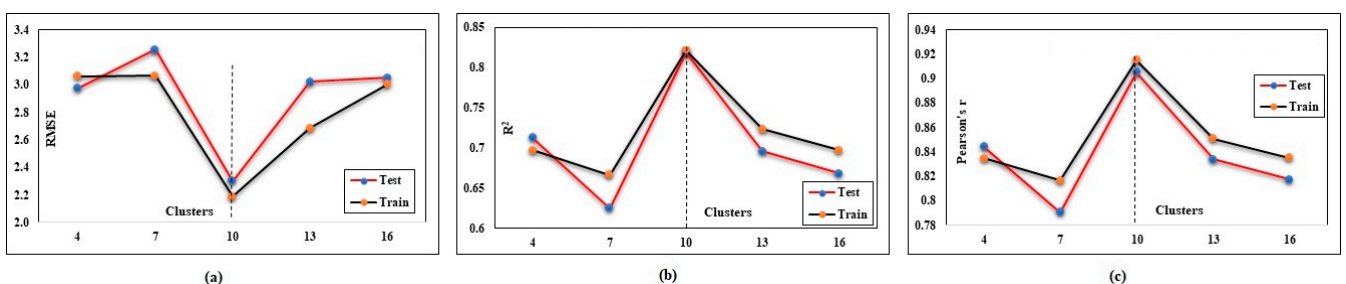 3.4
3.2
3.0
2.8
2.6
2.4
2.2
2.0
RMSE
Test
Train
Clusters
4 7 10 13 16
(a)
0.85
0.8
0.75
0.7
0.65
0.6
R²
Test
Train
Clusters
4 7 10 13 16
(b)
0.94
0.92
0.9
0.88
0.86
0.84
0.82
0.8
0.78
Pearson's r
Test
Train
Clusters
4 7 10 13 16
(c)